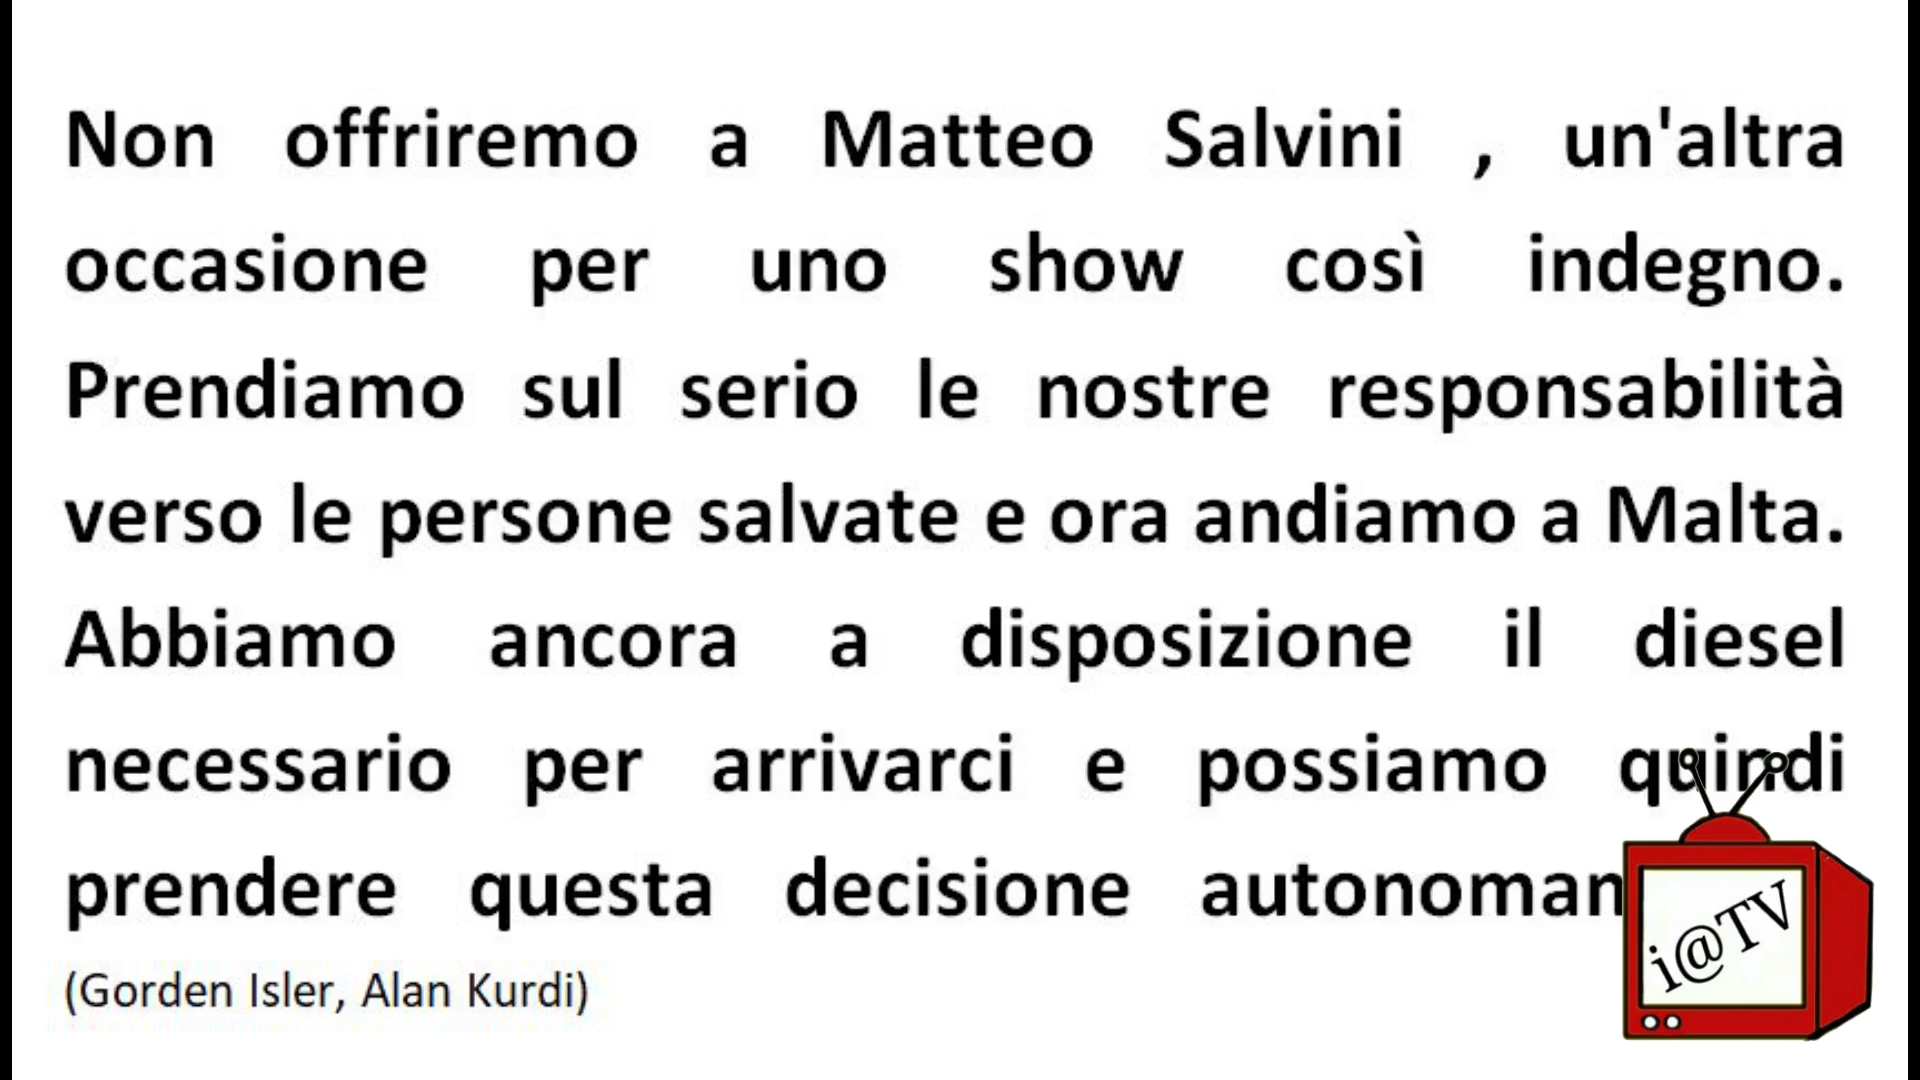 Non offriremo a Matteo Salvini , un'altra
occasione per uno show così indegno.
Prendiamo sul serio le nostre responsabilità
verso le persone salvate e ora andiamo a Malta.
Abbiamo ancora a disposizione il diesel
necessario per arrivarci e possiamo quindi
prendere questa decisione
(Gorden Isler, Alan Kurdi)
i@TV